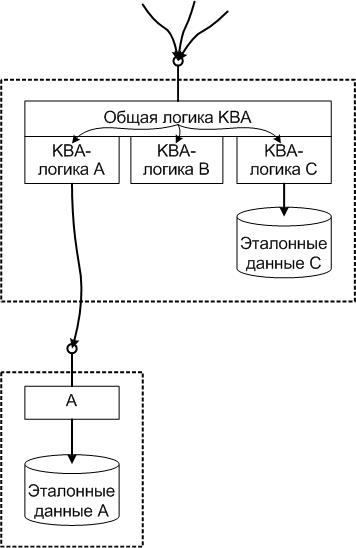 Общая логика КВА
КВА-
логика А
КВА-
логика В
КВА-
логика С
Эталонные
данные С
А
Эталонные
данные А